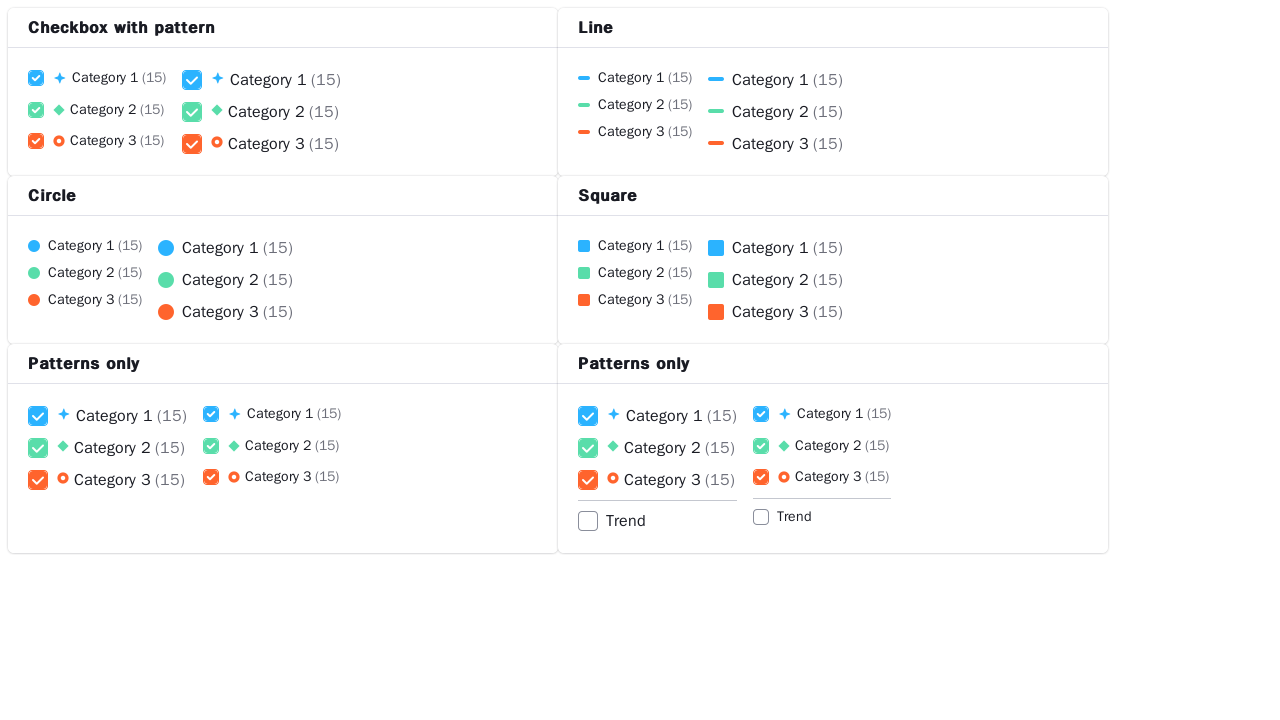 Checkbox with pattern
Category 1 (15)
Category 2 (15)
Category 3 (15)
Category 1 (15)
Category 2 (15)
Category 3 (15)
Line
Category 1 (15)
Category 2 (15)
Category 3 (15)
Category 1 (15)
Category 2 (15)
Category 3 (15)
Circle
Category 1 (15)
Category 2 (15)
Category 3 (15)
Category 1 (15)
Category 2 (15)
Category 3 (15)
Square
Category 1 (15)
Category 2 (15)
Category 3 (15)
Category 1 (15)
Category 2 (15)
Category 3 (15)
Patterns only
Category 1 (15)
Category 2 (15)
Category 3 (15)
Category 1 (15)
Category 2 (15)
Category 3 (15)
Patterns only
Category 1 (15)
Category 2 (15)
Category 3 (15)
Trend
Category 1 (15)
Category 2 (15)
Category 3 (15)
Trend